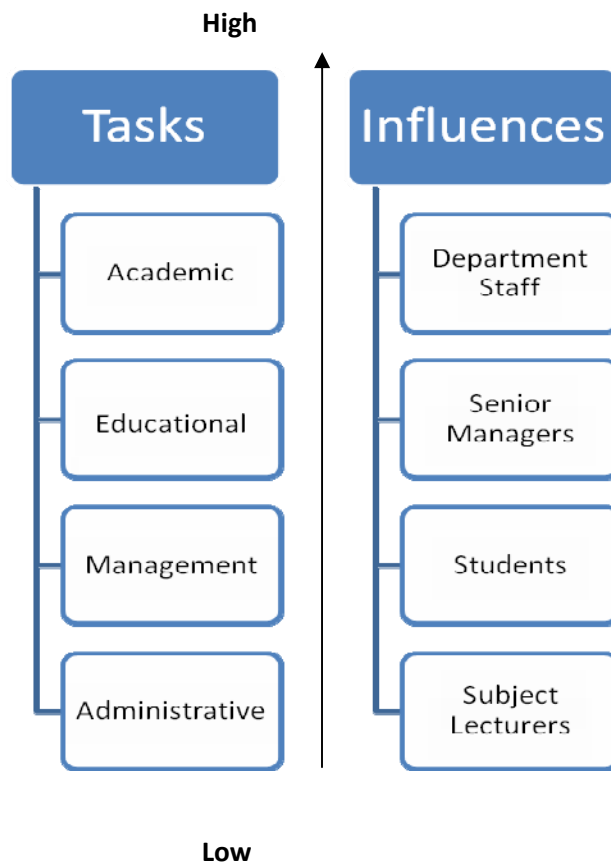 High
Tasks
Academic
Educational
Management
Administrative
Influences
Department
Staff
Senior
Managers
Students
Subject
Lecturers
Low